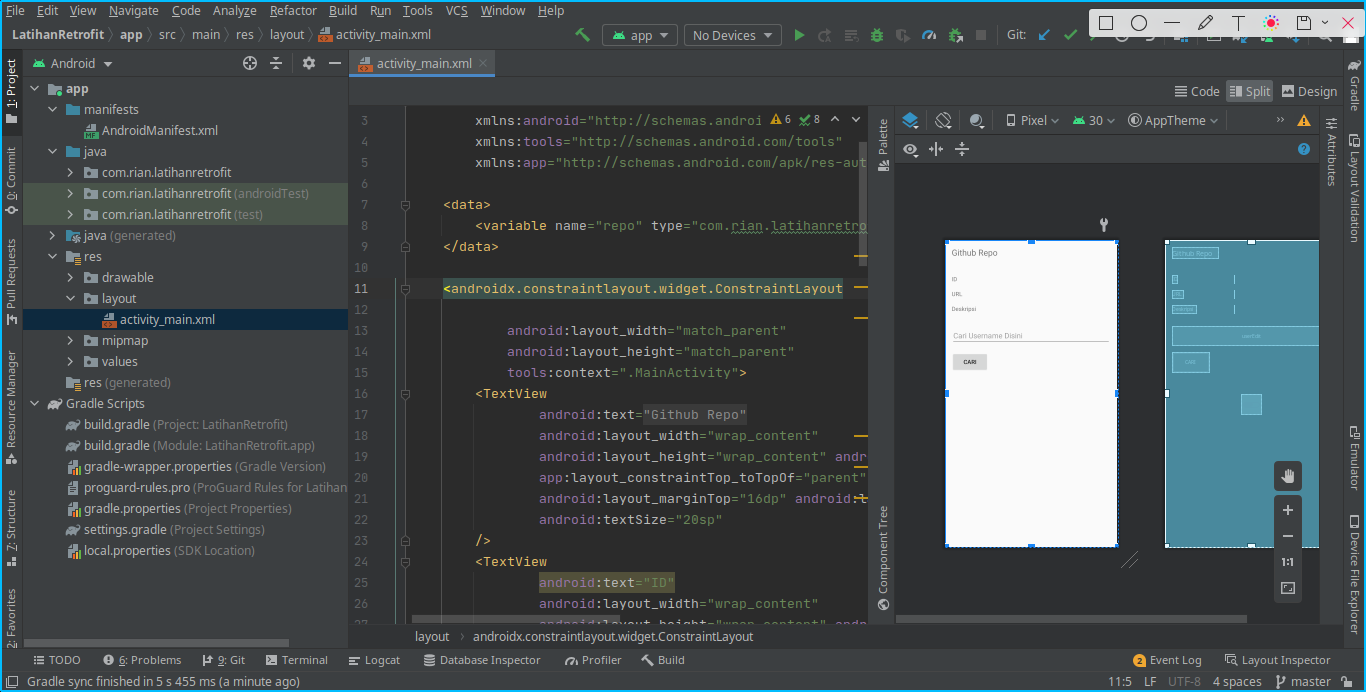 File Edit View Navigate Code Analyze Refactor Build Run Tools VCS Window Help
LatihanRetrofit app src main res layout activity_main.xml app No Devices Git:
Android
activity_main.xml
Code Split Design
1: Project
0: Commit
Pull Requests
Resource Manager
7: Structure
2: Favorites
app
manifests
AndroidManifest.xml
java
com.rian.latihanretrofit
com.rian.latihanretrofit (androidTest)
com.rian.latihanretrofit (test)
java (generated)
res
drawable
layout
activity_main.xml
mipmap
values
res (generated)
Gradle Scripts
build.gradle (Project: LatihanRetrofit)
build.gradle (Module: LatihanRetrofit.app)
gradle-wrapper.properties (Gradle Version)
proguard-rules.pro (ProGuard Rules for Latihan
gradle.properties (Project Properties)
settings.gradle (Project Settings)
local.properties (SDK Location)
6 8
3 xmlns:android="http://schemas.androi
4 xmlns:tools="http://schemas.android.com/tools"
5 xmlns:app="http://schemas.android.com/apk/res-aut
6
7 <data>
8 <variable name="repo" type="com.rian.latihanretro
9 </data>
10
11 <androidx.constraintlayout.widget.ConstraintLayout
12
13 android:layout_width="match_parent"
14 android:layout_height="match_parent"
15 tools:context=".MainActivity">
16 <TextView
17 android:text="Github Repo"
18 android:layout_width="wrap_content"
19 android:layout_height="wrap_content" andr
20 app:layout_constraintTop_toTopOf="parent"
21 android:layout_marginTop="16dp" android:l
22 android:textSize="20sp"
23 />
24 <TextView
25 android:text="ID"
26 android:layout_width="wrap_content"
27 android:layout_height="wrap_content" andr
layout androidx.constraintlayout.widget.ConstraintLayout
Palette
Component Tree
Pixel 30 AppTheme
Github Repo
ID
URL
Deskripsi
Cari Username Disini
CARI
Github Repo
1:1
Attributes
Gradle
Layout Validation
Emulator
Device File Explorer
TODO 6: Problems 9: Git Terminal Logcat Database Inspector Profiler Build 2 Event Log Layout Inspector
Gradle sync finished in 5 s 455 ms (a minute ago) 11:5 LF UTF-8 4 spaces master